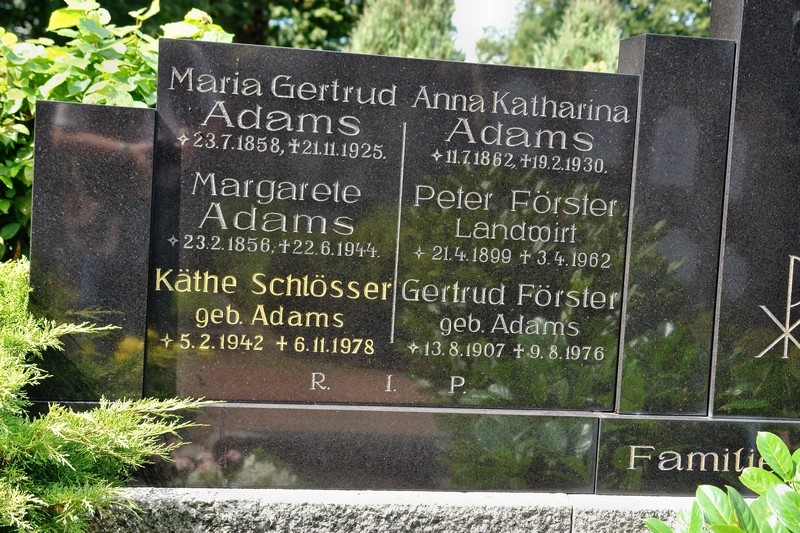 Maria Gertrud
Adams
✧23.7.1858, ✝21.11.1925.
Margarete
Adams
✧23.2.1856, ✝22.6.1944.
Käthe Schlösser
geb. Adams
✧5.2.1942 ✝6.11.1978
Anna Katharina
Adams
✧11.7.1862, ✝19.2.1930.
Peter Förster
Landwirt
✧21.4.1899 ✝3.4.1962
Gertrud Förster
geb. Adams
✧13.8.1907 ✝9.8.1976
R. I. P.
Familie